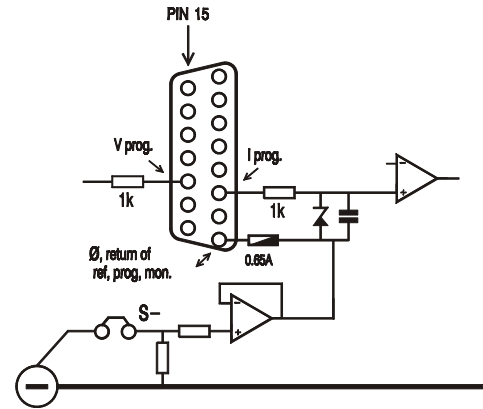 PIN 15
V prog.
I prog.
1k
1k
Ø, return of
ref, prog, mon.
0.65A
S–